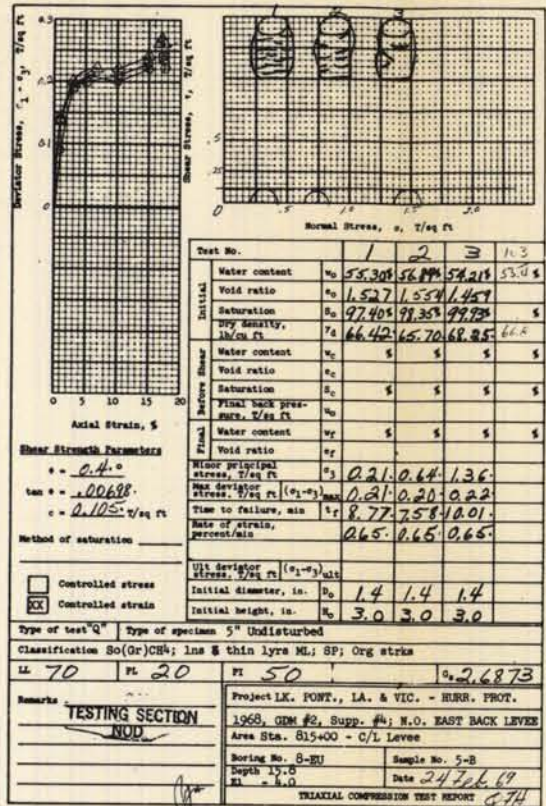 1 2 3
0.3
0.2
0.1
0
Deviator Stress, σ1 - σ3, T/sq ft
Shear Stress, τ, T/sq ft
.5
.25
0 .5 1.0 1.5 2.0
Normal Stress, σ, T/sq ft
0 5 10 15 20
Axial Strain, %
Shear Strength Parameters
φ = 0.4°
tan φ = .00698
c = 0.105 T/sq ft
Method of saturation
Controlled stress
XX Controlled strain
Test No. 1 2 3
Initial
Water content w₀ 55.30% 56.84% 54.21% %
Void ratio e₀ 1.527 1.554 1.459
Saturation S₀ 97.40% 98.35% 99.93% %
Dry density, lb/cu ft γd 66.42 65.70 68.25
Before Shear
Water content wc % % % %
Void ratio ec
Saturation Sc % % % %
Final back pressure, T/sq ft u₀
Final
Water content wf % % % %
Void ratio ef
Minor principal stress, T/sq ft σ3 0.21 0.64 1.36
Max deviator stress, T/sq ft (σ1-σ3)max 0.21 0.20 0.22
Time to failure, min tf 8.77 7.58 10.01
Rate of strain, percent/min 0.65 0.65 0.65
Ult deviator stress, T/sq ft (σ1-σ3)ult
Initial diameter, in. D₀ 1.4 1.4 1.4
Initial height, in. H₀ 3.0 3.0 3.0
Type of test "Q" Type of specimen 5" Undisturbed
Classification So(Gr)CH4; lns & thin lyrs ML; SP; Org strks
LL 70 PL 20 PI 50 Gs 2.6873
Remarks
TESTING SECTION
NOD
Project LK. PONT., LA. & VIC. - HURR. PROT.
1968, GDM #2, Supp. #4; N.O. EAST BACK LEVEE
Area Sta. 815+00 - C/L Levee
Boring No. 8-EU Sample No. 5-B
Depth 15.8
El - 4.0 Date 24 Feb 69
TRIAXIAL COMPRESSION TEST REPORT